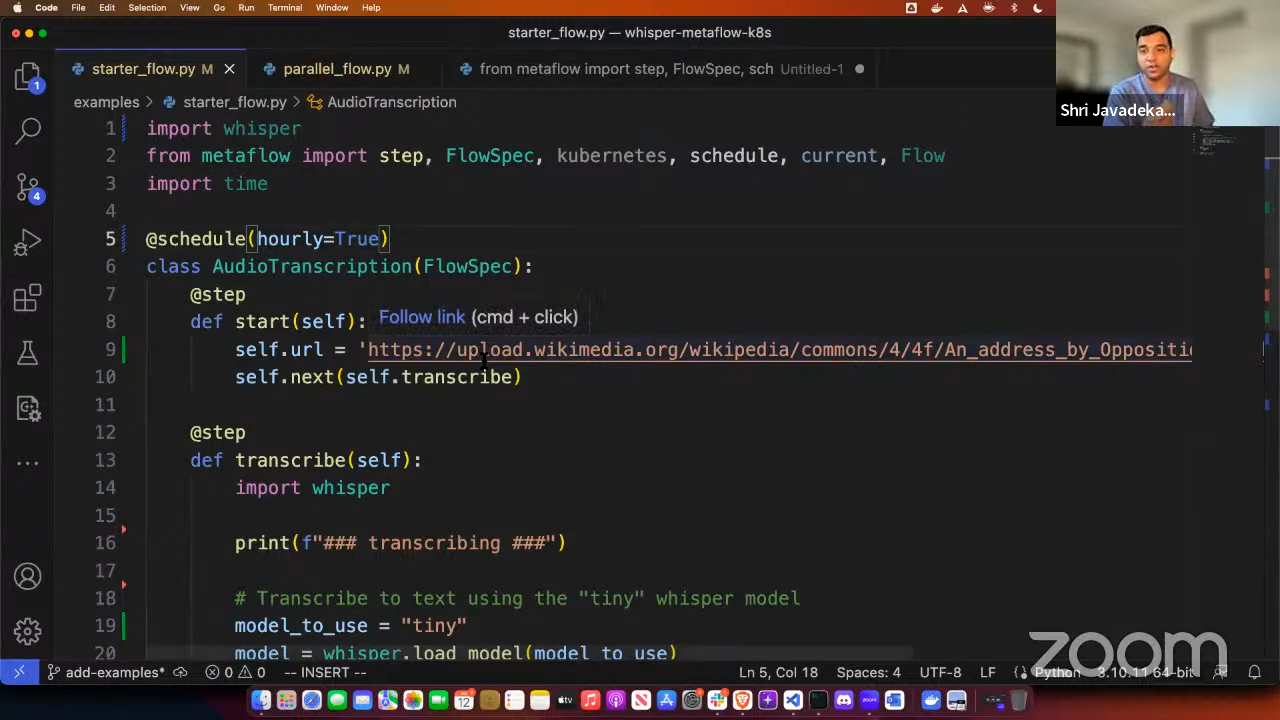 Code File Edit Selection View Go Run Terminal Window Help
starter_flow.py — whisper-metaflow-k8s
starter_flow.py M parallel_flow.py M from metaflow import step, FlowSpec, sch Untitled-1
examples > starter_flow.py > AudioTranscription
Shri Javadeka...
1 import whisper
2 from metaflow import step, FlowSpec, kubernetes, schedule, current, Flow
3 import time
4
5 @schedule(hourly=True)
6 class AudioTranscription(FlowSpec):
7 @step
8 def start(self):
Follow link (cmd + click)
9 self.url = 'https://upload.wikimedia.org/wikipedia/commons/4/4f/An_address_by_Oppositi
10 self.next(self.transcribe)
11
12 @step
13 def transcribe(self):
14 import whisper
15
16 print(f"### transcribing ###")
17
18 # Transcribe to text using the "tiny" whisper model
19 model_to_use = "tiny"
20 model = whisper.load_model(model_to_use)
1
4
zoom
add-examples* 0 0 -- INSERT -- Ln 5, Col 18 Spaces: 4 UTF-8 LF Python 3.10.11 64-bit
12